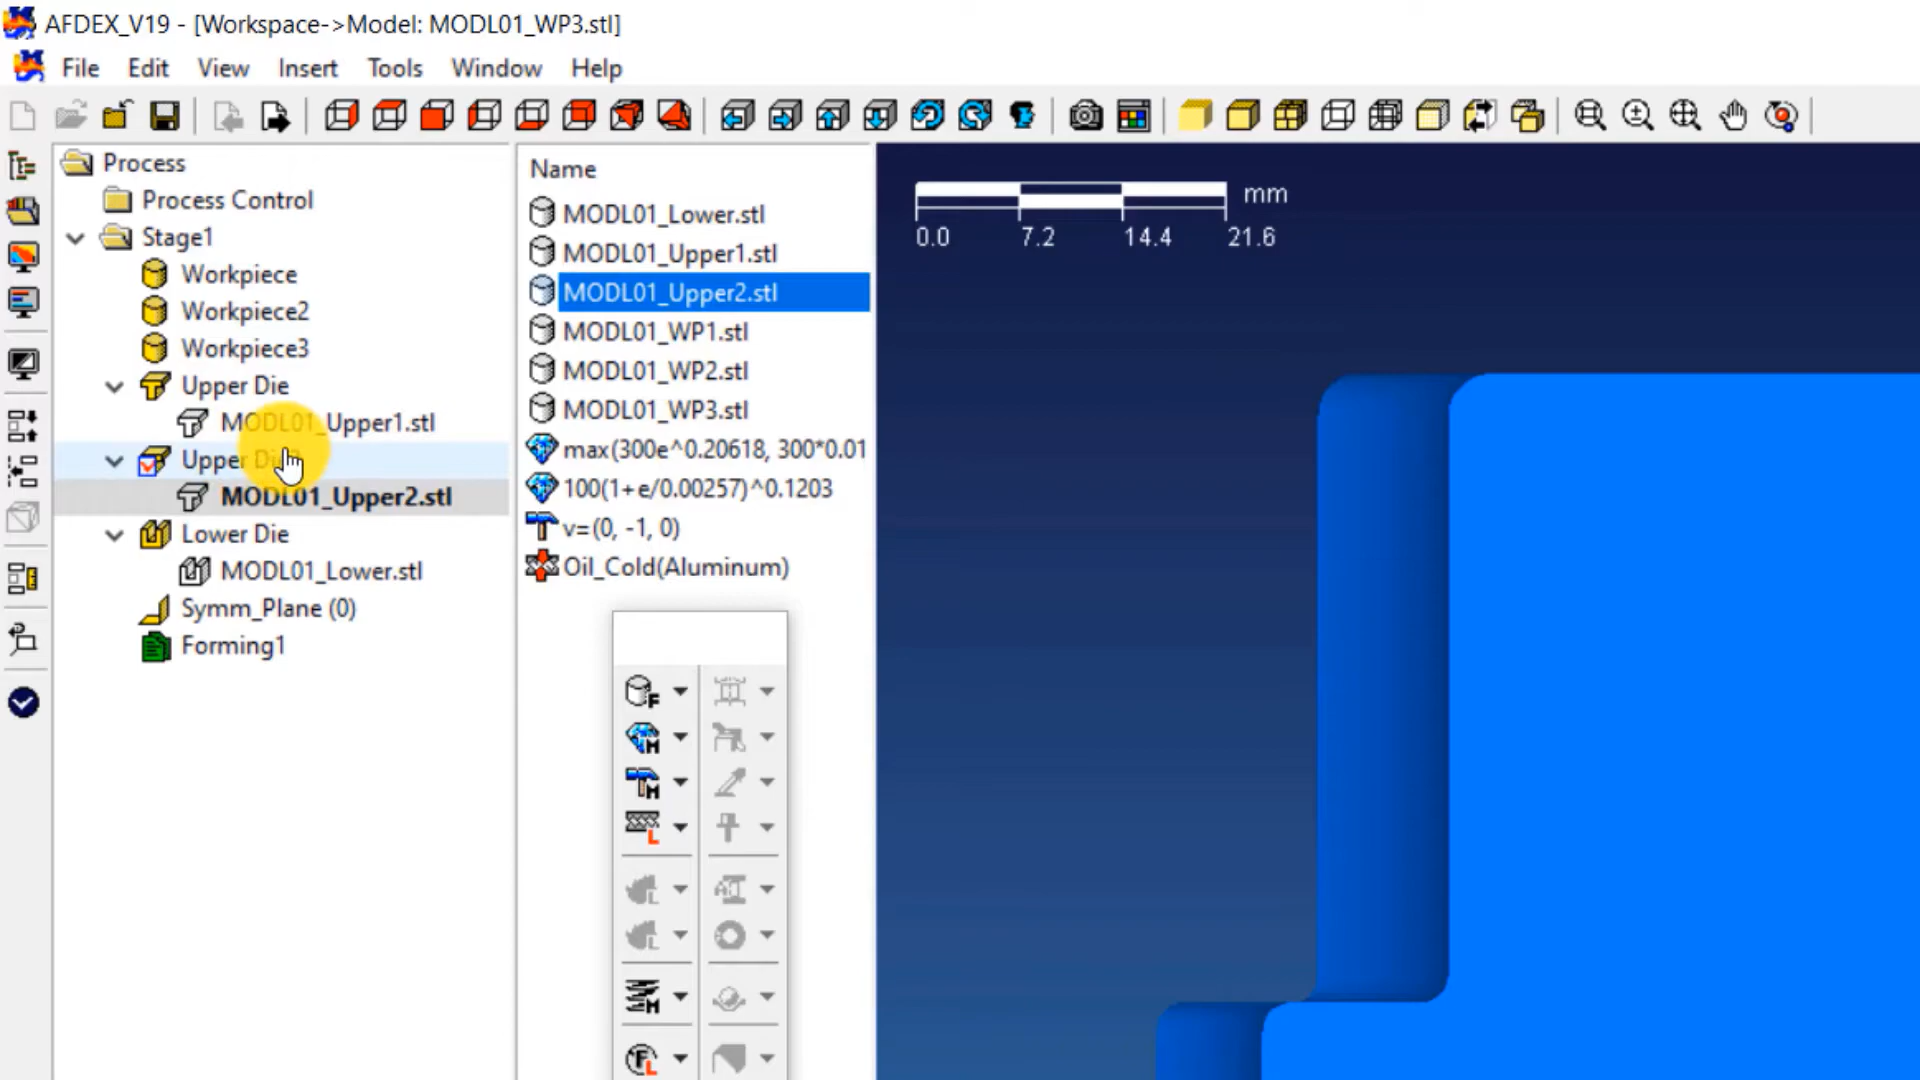 AFDEX_V19 - [Workspace->Model: MODL01_WP3.stl]
File Edit View Insert Tools Window Help
Process
Process Control
Stage1
Workpiece
Workpiece2
Workpiece3
Upper Die
MODL01_Upper1.stl
Upper
MODL01_Upper2.stl
Lower Die
MODL01_Lower.stl
Symm_Plane (0)
Forming1
Name
MODL01_Lower.stl
MODL01_Upper1.stl
MODL01_Upper2.stl
MODL01_WP1.stl
MODL01_WP2.stl
MODL01_WP3.stl
max(300e^0.20618, 300*0.01
100(1+e/0.00257)^0.1203
v=(0, -1, 0)
Oil_Cold(Aluminum)
mm
0.0 7.2 14.4 21.6